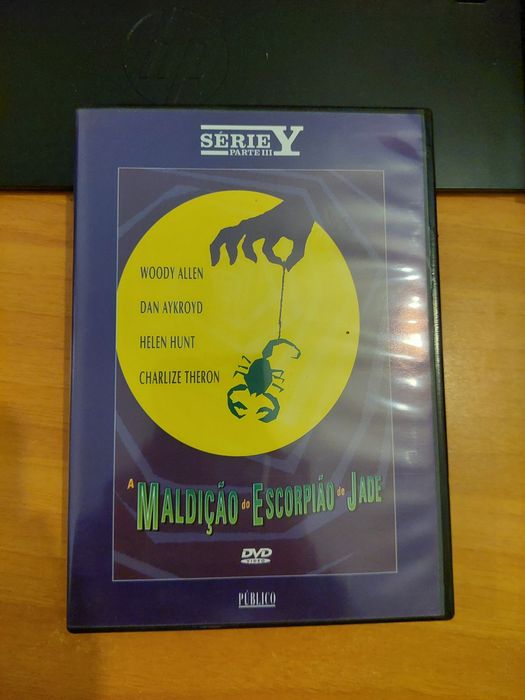 hp
SÉRIE Y
PARTE III
WOODY ALLEN
DAN AYKROYD
HELEN HUNT
CHARLIZE THERON
A MALDIÇÃO do ESCORPIÃO de JADE
DVD
VIDEO
PÚBLICO